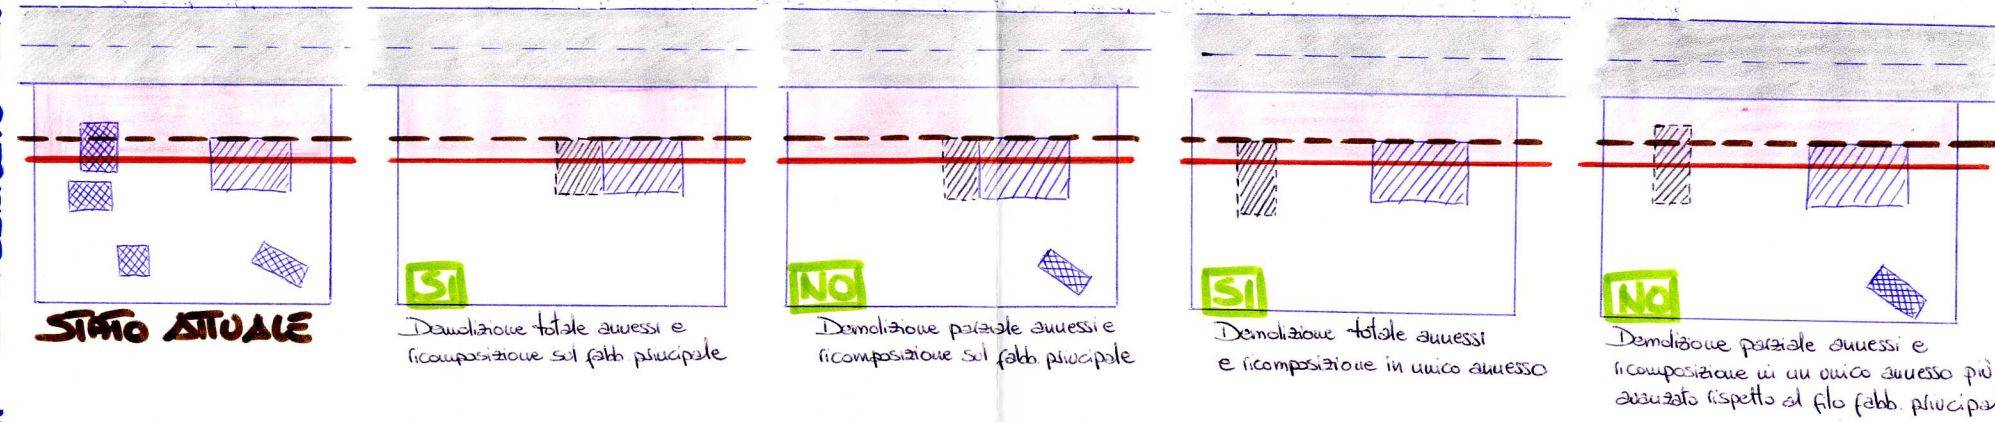 STATO ATTUALE
SI
Demolizione totale annessi e
ricomposizione sul fabb. principale
NO
Demolizione parziale annessi e
ricomposizione sul fabb. principale
SI
Demolizione totale annessi
e ricomposizione in unico annesso
NO
Demolizione parziale annessi e
ricomposizione in un unico annesso più
avanzato rispetto al filo fabb. principa